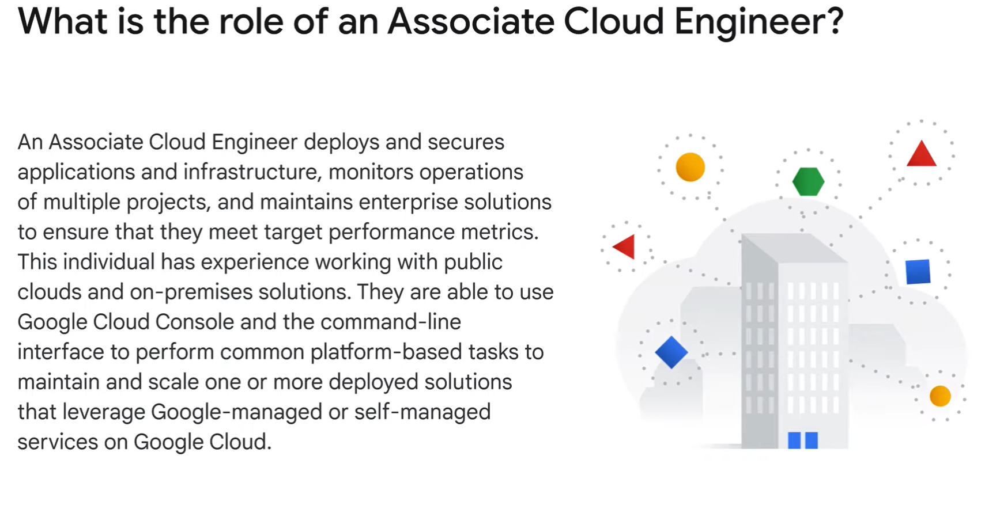 What is the role of an Associate Cloud Engineer?
An Associate Cloud Engineer deploys and secures
applications and infrastructure, monitors operations
of multiple projects, and maintains enterprise solutions
to ensure that they meet target performance metrics.
This individual has experience working with public
clouds and on-premises solutions. They are able to use
Google Cloud Console and the command-line
interface to perform common platform-based tasks to
maintain and scale one or more deployed solutions
that leverage Google-managed or self-managed
services on Google Cloud.